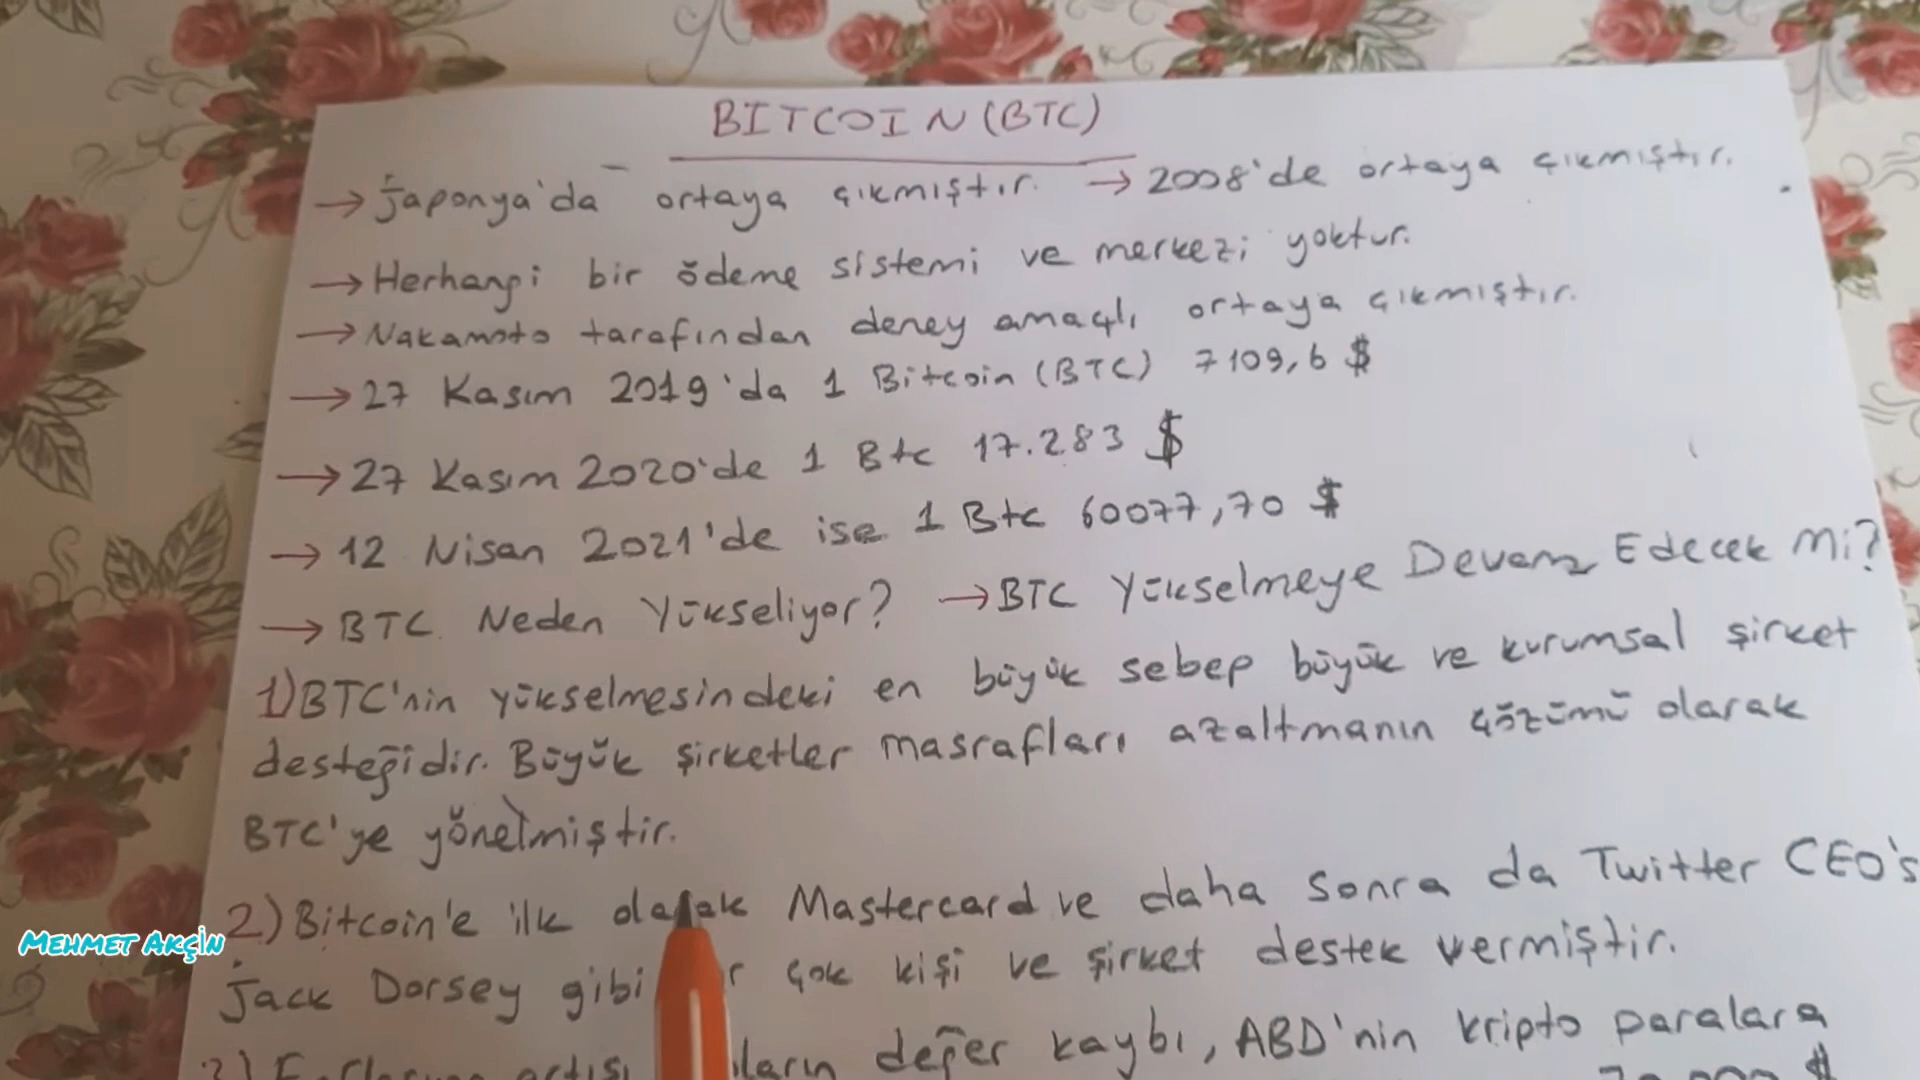 BITCOIN (BTC)
→ Japonya'da ortaya çıkmıştır. → 2008'de ortaya çıkmıştır.
→ Herhangi bir ödeme sistemi ve merkezi yoktur.
→ Nakamoto tarafından deney amaçlı ortaya çıkmıştır.
→ 27 Kasım 2019'da 1 Bitcoin (BTC) 7109,6 $
→ 27 Kasım 2020'de 1 Btc 17.283 $
→ 12 Nisan 2021'de ise 1 Btc 60077,70 $
→ BTC Neden Yükseliyor? → BTC Yükselmeye Devam Edecek Mi?
1) BTC'nin yükselmesindeki en büyük sebep büyük ve kurumsal şirket
desteğidir. Büyük şirketler masrafları azaltmanın çözümü olarak
BTC'ye yönelmiştir.
2) Bitcoin'e ilk olarak Mastercard ve daha sonra da Twitter CEO's
Jack Dorsey gibi çok kişi ve şirket destek vermiştir.
değer kaybı, ABD'nin kripto paralara
MEHMET AKÇİN